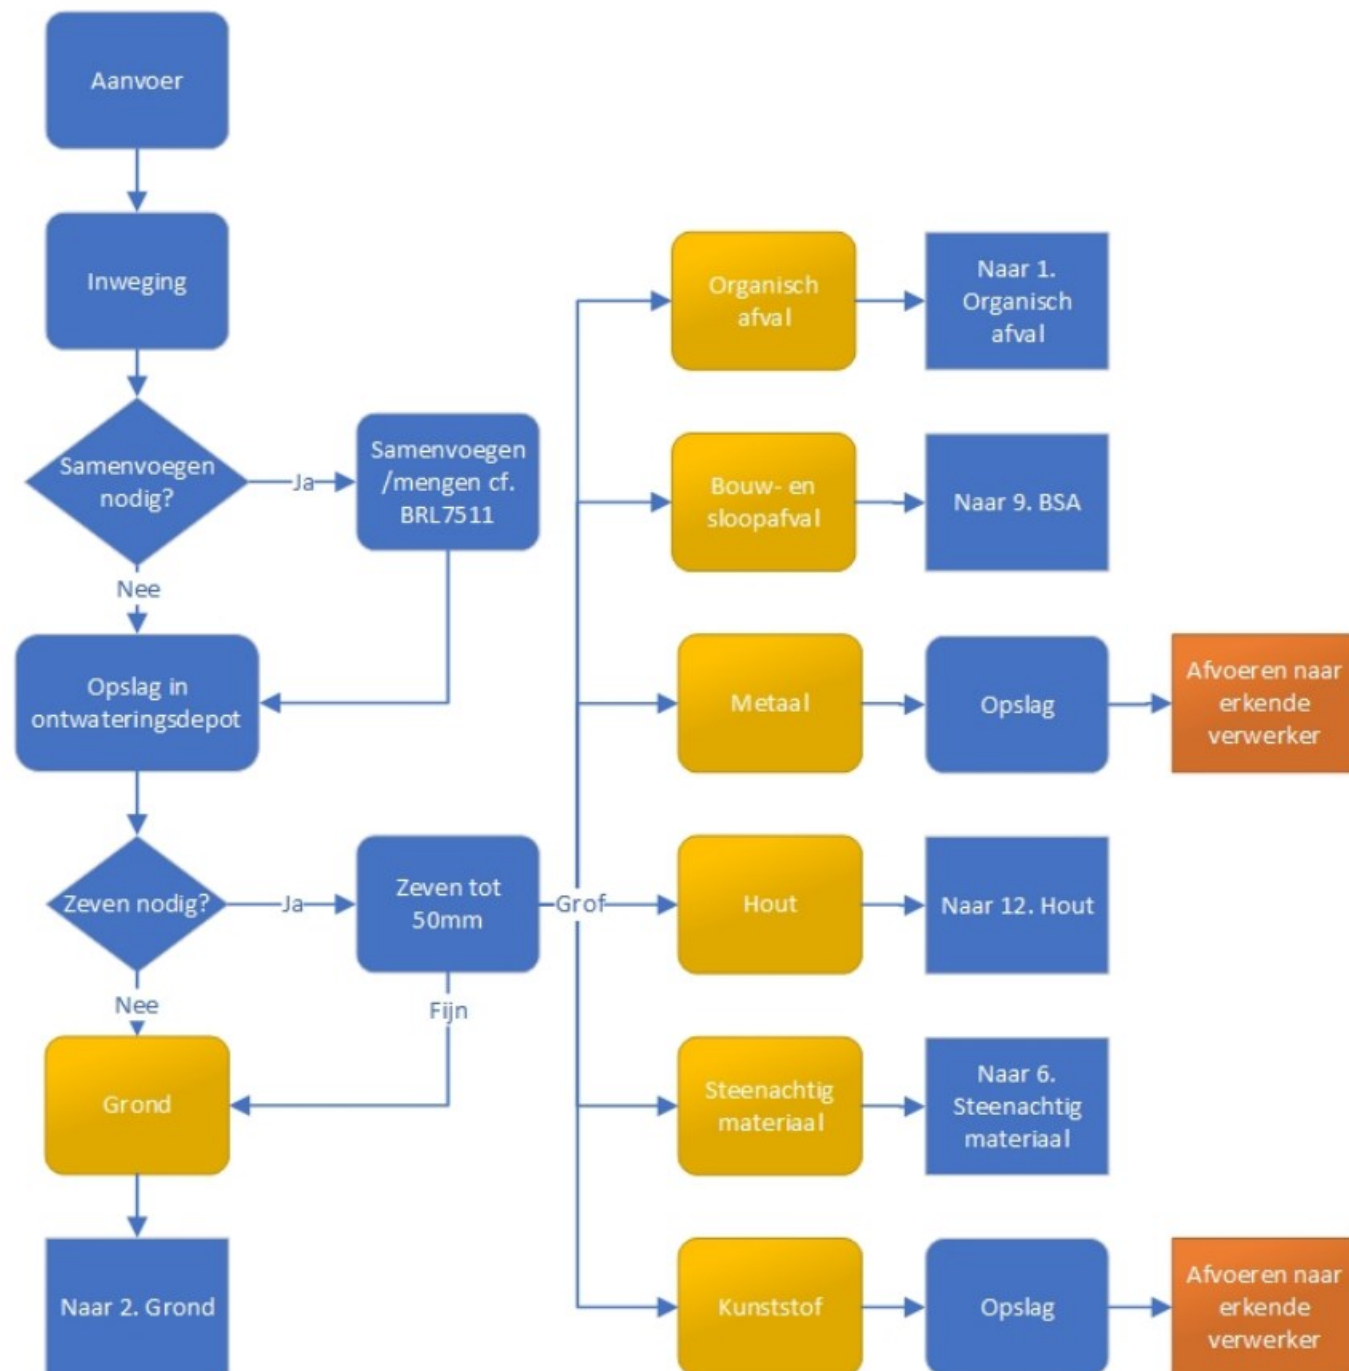 Aanvoer
Inweging
Samenvoegen
nodig?
Ja
Samenvoegen
/mengen cf.
BRL7511
Nee
Opslag in
ontwateringsdepot
Zeven nodig?
Ja
Zeven tot
50mm
Grof
Nee
Fijn
Grond
Naar 2. Grond
Organisch
afval
Naar 1.
Organisch
afval
Bouw- en
sloopafval
Naar 9. BSA
Metaal
Opslag
Afvoeren naar
erkende
verwerker
Hout
Naar 12. Hout
Steenachtig
materiaal
Naar 6.
Steenachtig
materiaal
Kunststof
Opslag
Afvoeren naar
erkende
verwerker